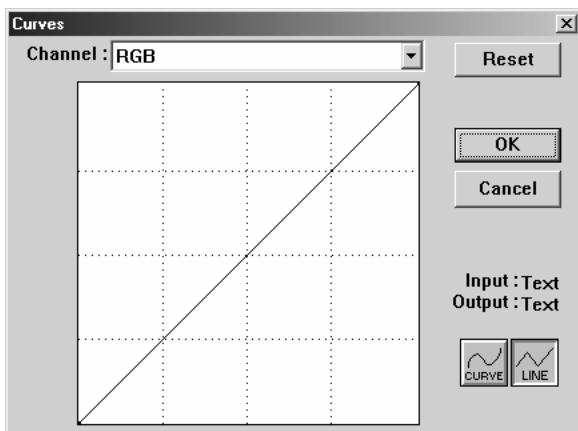 Curves
Channel : RGB
Reset
OK
Cancel
Input : Text
Output : Text
CURVE
LINE